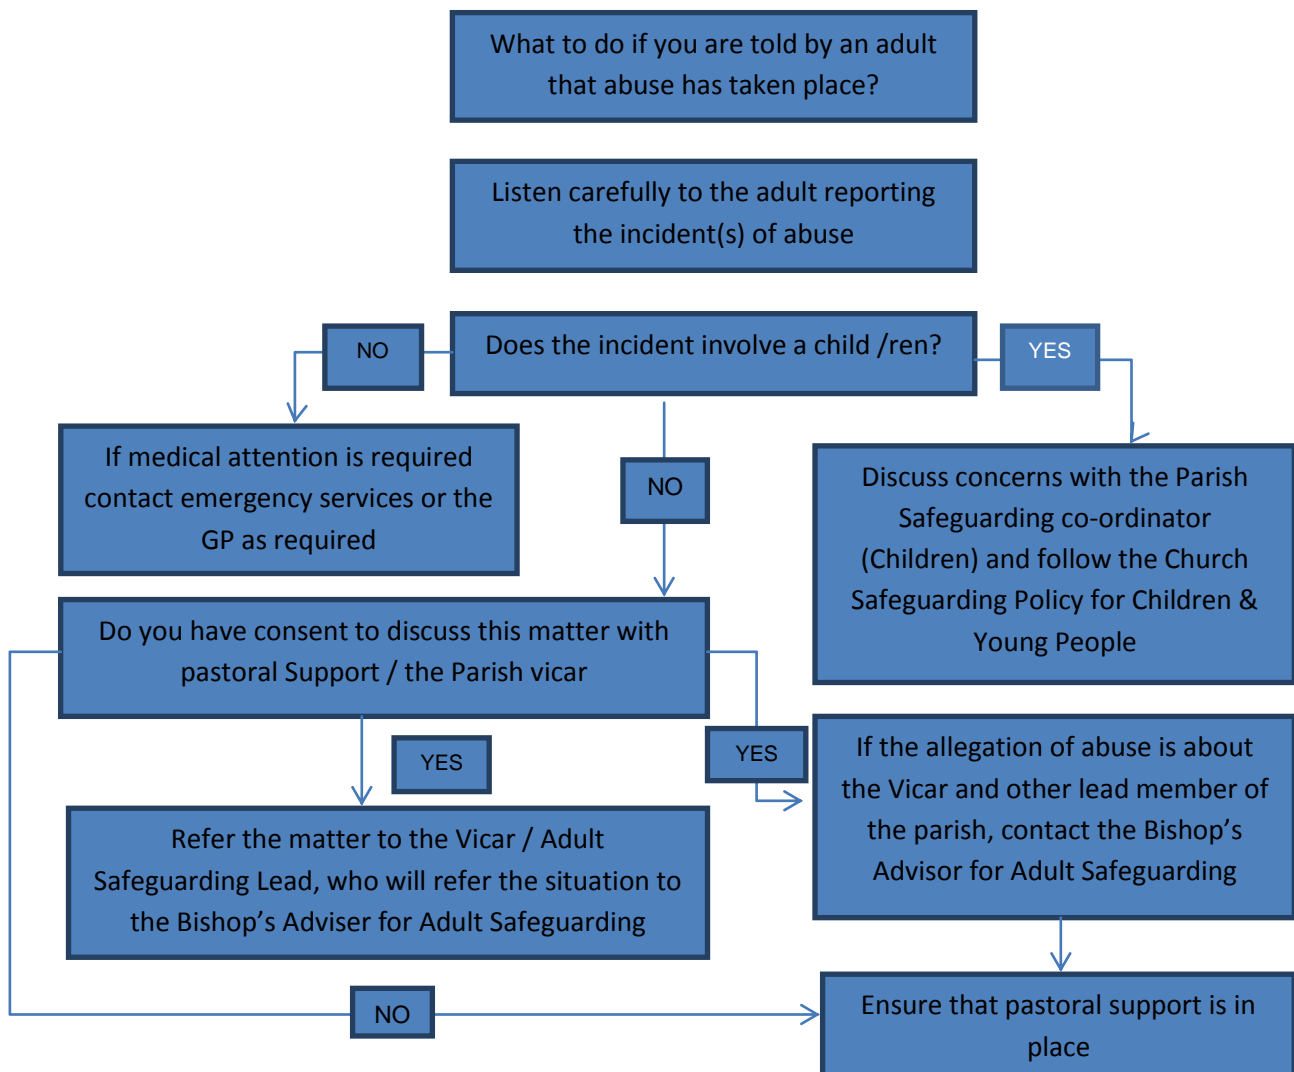 What to do if you are told by an adult
that abuse has taken place?
Listen carefully to the adult reporting
the incident(s) of abuse
NO
Does the incident involve a child /ren?
YES
If medical attention is required
contact emergency services or the
GP as required
NO
Discuss concerns with the Parish
Safeguarding co-ordinator
(Children) and follow the Church
Safeguarding Policy for Children &
Young People
Do you have consent to discuss this matter with
pastoral Support / the Parish vicar
YES
YES
If the allegation of abuse is about
the Vicar and other lead member of
the parish, contact the Bishop’s
Advisor for Adult Safeguarding
Refer the matter to the Vicar / Adult
Safeguarding Lead, who will refer the situation to
the Bishop’s Adviser for Adult Safeguarding
NO
Ensure that pastoral support is in
place